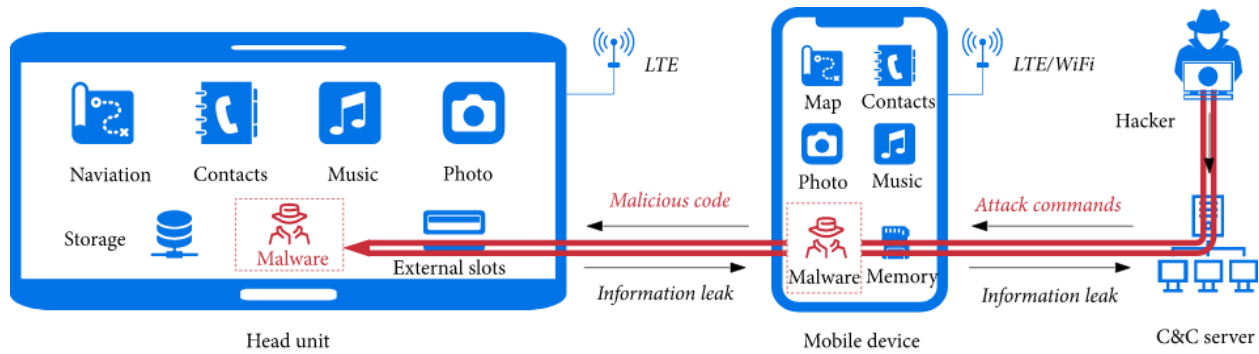 LTE
LTE/WiFi
Map
Contacts
Hacker
Naviation
Contacts
Music
Photo
Photo
Music
Malicious code
Attack commands
Storage
Malware
External slots
Malware
Memory
Information leak
Information leak
Head unit
Mobile device
C&C server